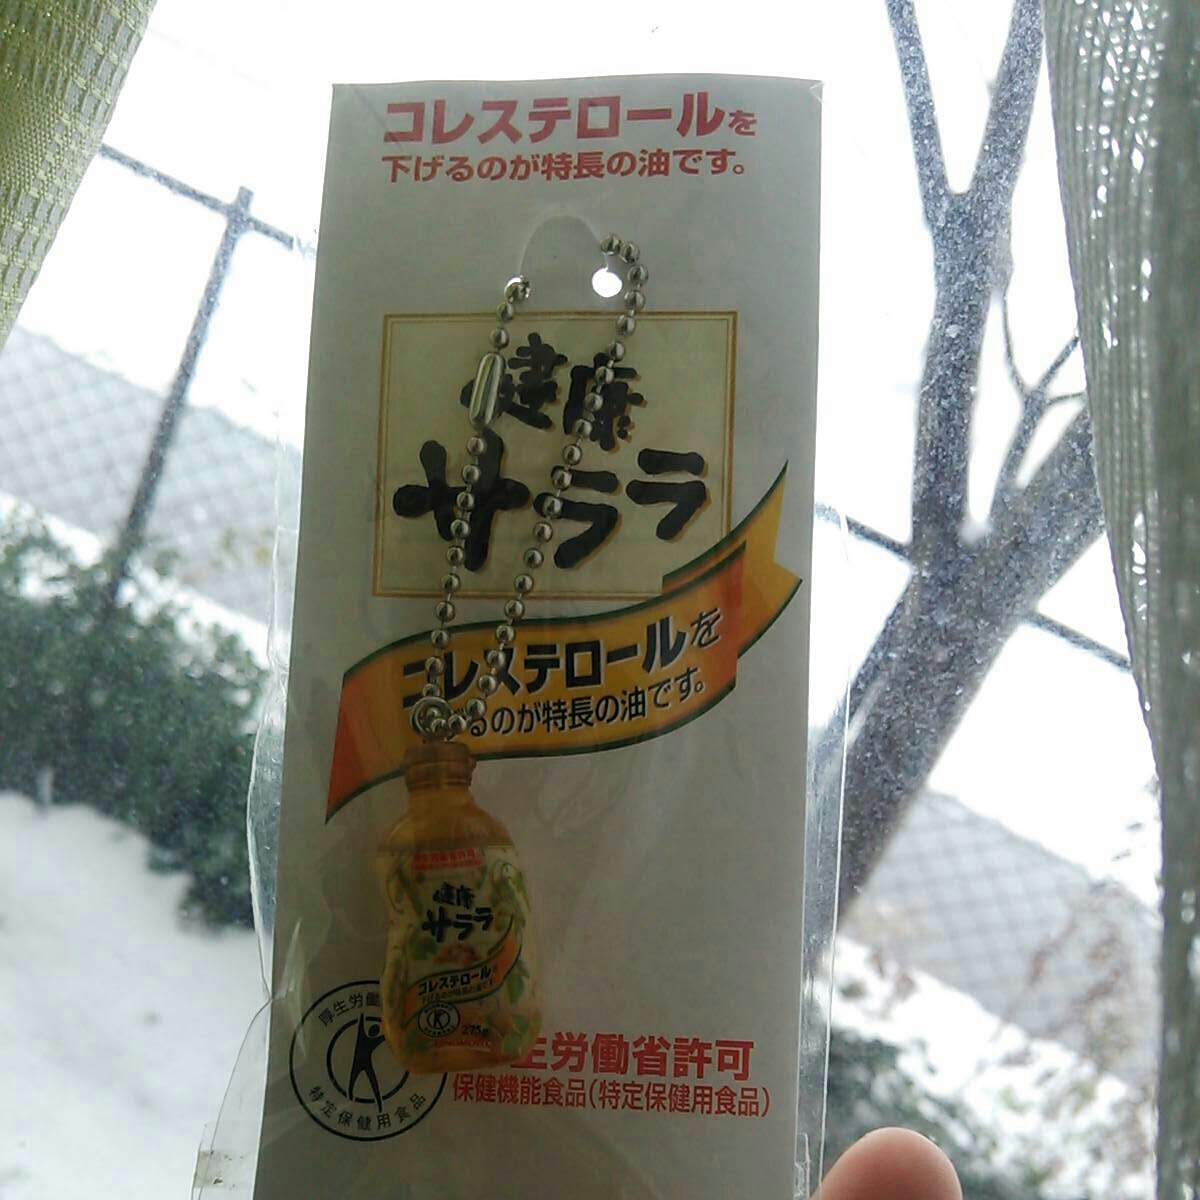 コレステロールを
下げるのが特長の油です。
健康
サララ
コレステロールを
るのが特長の油です。
健康
サララ
コレステロール
275g
厚生労働
特定保健用食品
生労働省許可
保健機能食品(特定保健用食品)